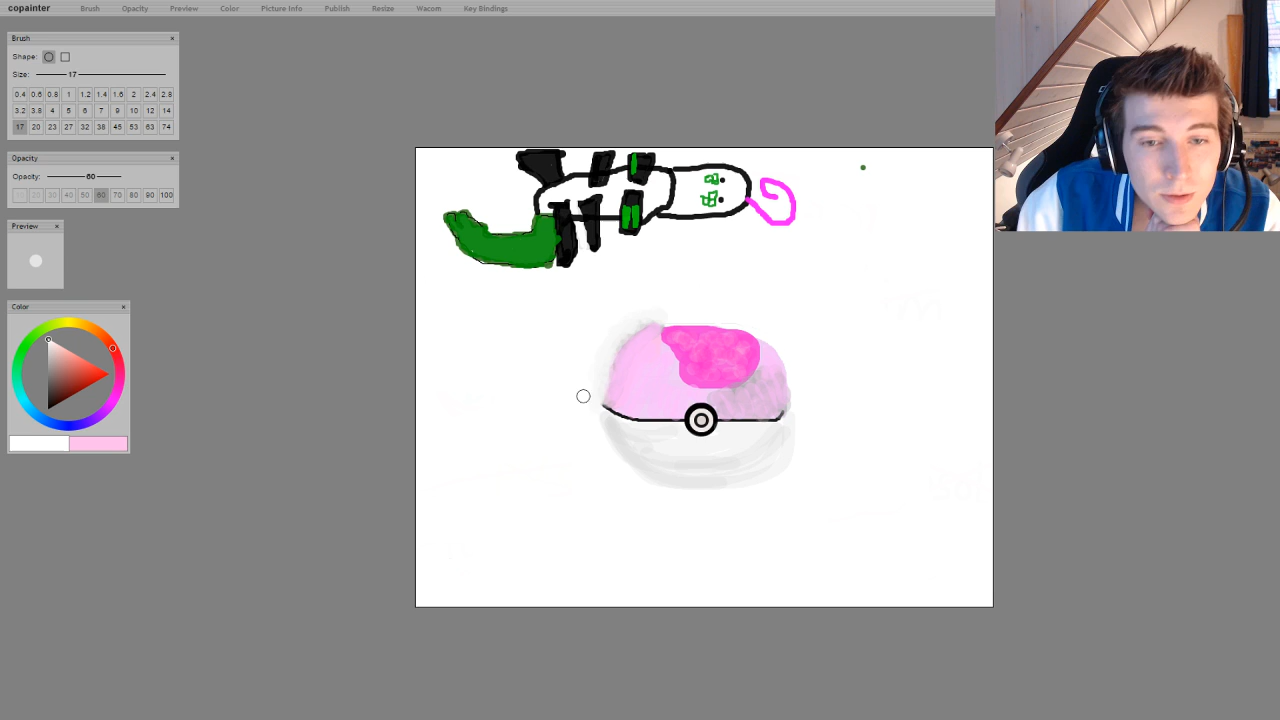 copainter Brush Opacity Preview Color Picture Info Publish Resize Wacom Key Bindings
Brush ×
Shape:
Size: 17
0.4 0.6 0.8 1 1.2 1.4 1.6 2 2.4 2.8
3.2 3.8 4 5 6 7 9 10 12 14
17 20 23 27 32 38 45 53 63 74
Opacity ×
Opacity: 60
20 30 40 50 60 70 80 90 100
Preview ×
Color ×